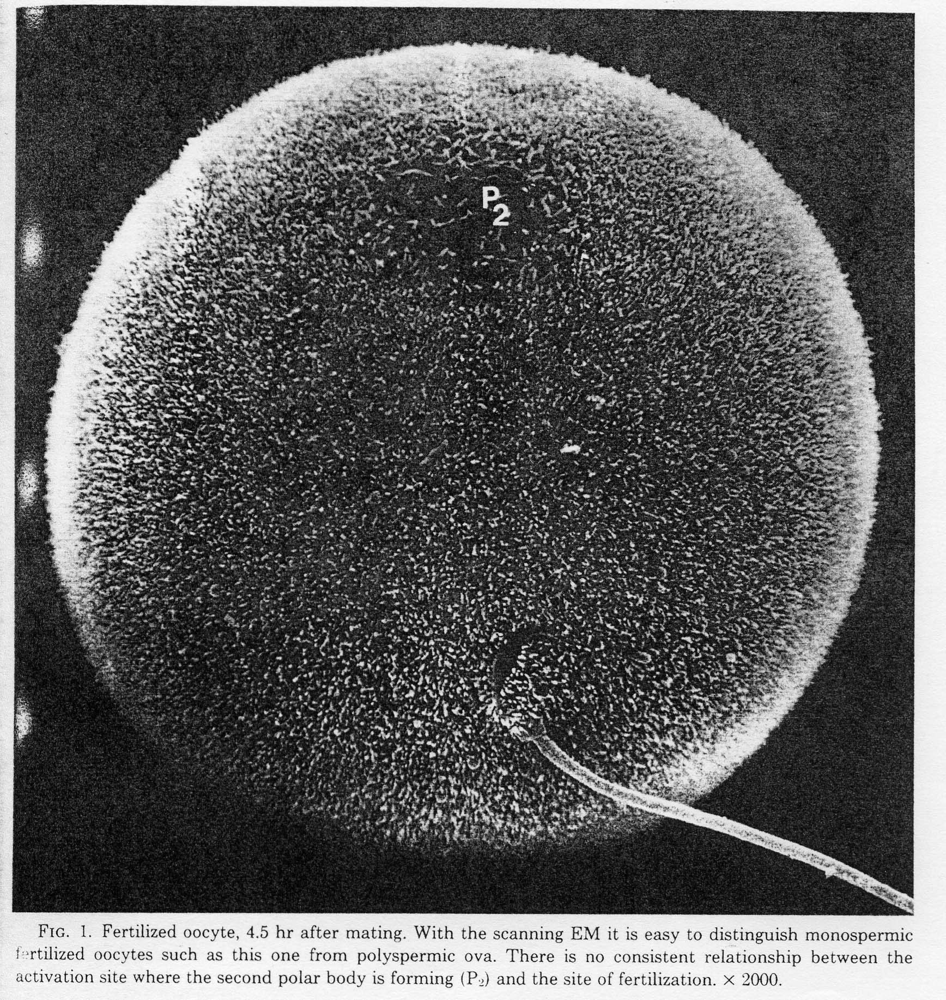 P₂
FIG. 1. Fertilized oocyte, 4.5 hr after mating. With the scanning EM it is easy to distinguish monospermic
fertilized oocytes such as this one from polyspermic ova. There is no consistent relationship between the
activation site where the second polar body is forming (P₂) and the site of fertilization. × 2000.